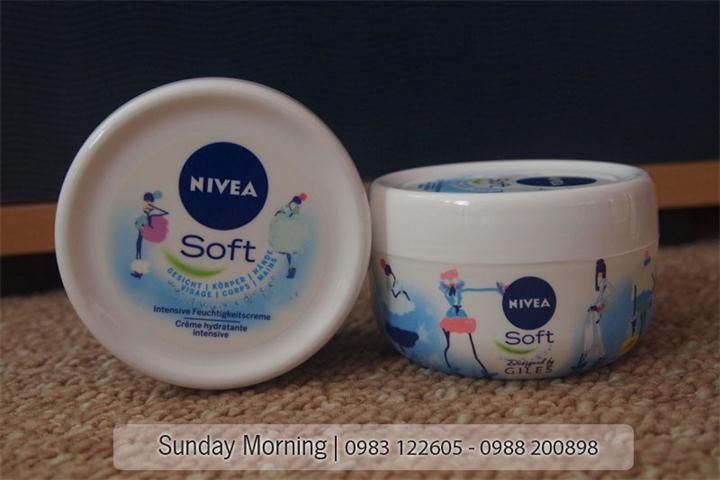 NIVEA
Soft
GESICHT | KÖRPER | HÄNDE
VISAGE | CORPS | MAINS
Intensive Feuchtigkeitscreme
Crème hydratante
intensive
NIVEA
Soft
Designed by
GILES
Sunday Morning | 0983 122605 - 0988 200898